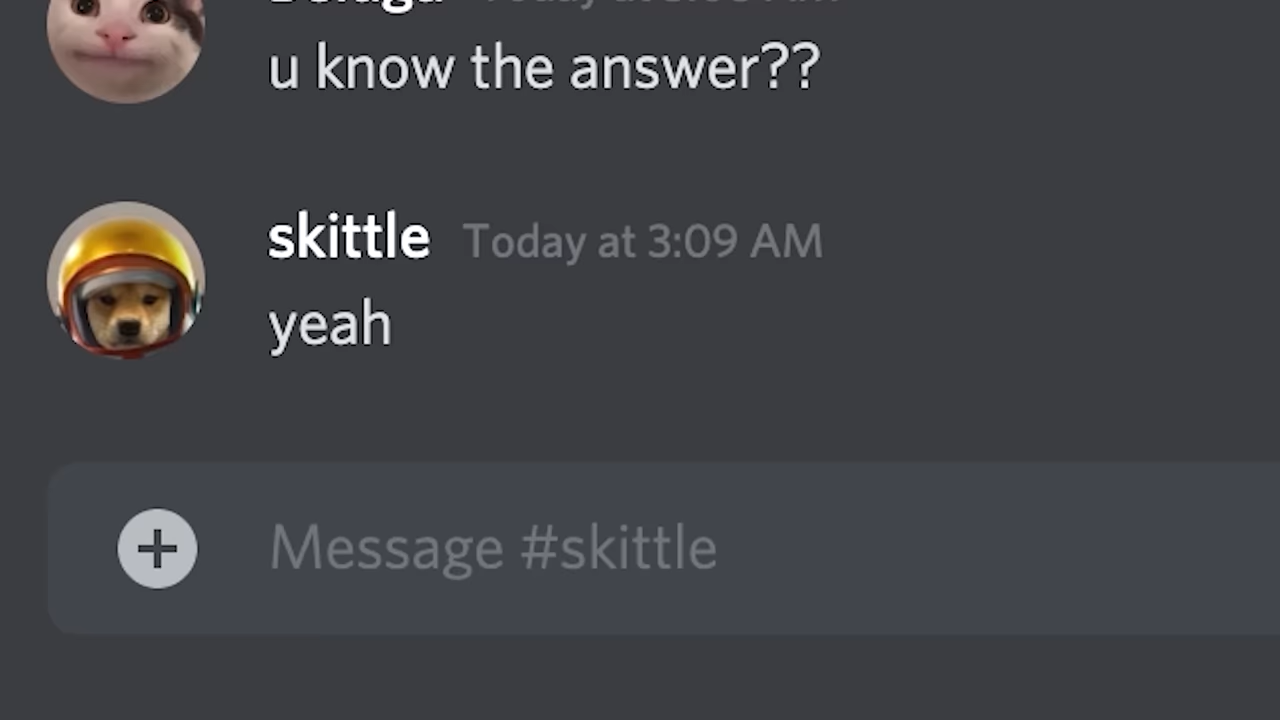 u know the answer??
skittle Today at 3:09 AM
yeah
Message #skittle